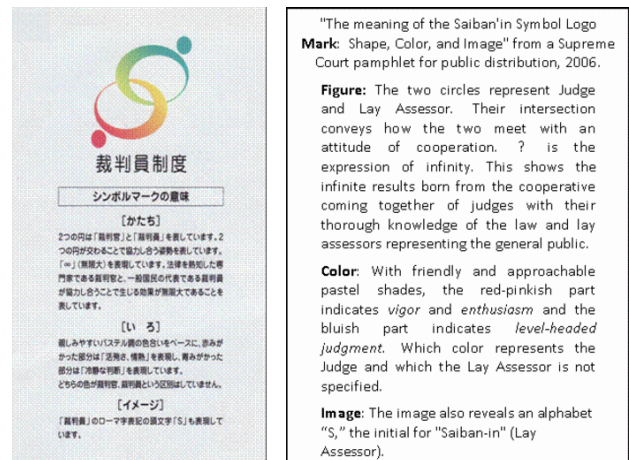 裁判員制度
シンボルマークの意味
[かたち]
2つの円は「裁判官」と「裁判員」を表しています。2
つの円が交わることで協力し合う姿勢を表しています。
「∞」(無限大)を表現しています。法律を熟知した専
門家である裁判官と、一般国民の代表である裁判員
が協力し合うことで生じる効果が無限大であることを
表しています。
[いろ]
親しみやすいパステル調の色合いをベースに、赤みが
かった部分は「活発さ、情熱」を表現し、青みがかった
部分は「冷静な判断」を表現しています。
どちらの色が裁判官、裁判員という区別はしていません。
[イメージ]
「裁判員」のローマ字表記の頭文字「S」も表現して
います。
"The meaning of the Saiban'in Symbol Logo
Mark: Shape, Color, and Image" from a Supreme
Court pamphlet for public distribution, 2006.
Figure: The two circles represent Judge
and Lay Assessor. Their intersection
conveys how the two meet with an
attitude of cooperation. ? is the
expression of infinity. This shows the
infinite results born from the cooperative
coming together of judges with their
thorough knowledge of the law and lay
assessors representing the general public.
Color: With friendly and approachable
pastel shades, the red-pinkish part
indicates vigor and enthusiasm and the
bluish part indicates level-headed
judgment. Which color represents the
Judge and which the Lay Assessor is not
specified.
Image: The image also reveals an alphabet
“S,” the initial for "Saiban-in" (Lay
Assessor).